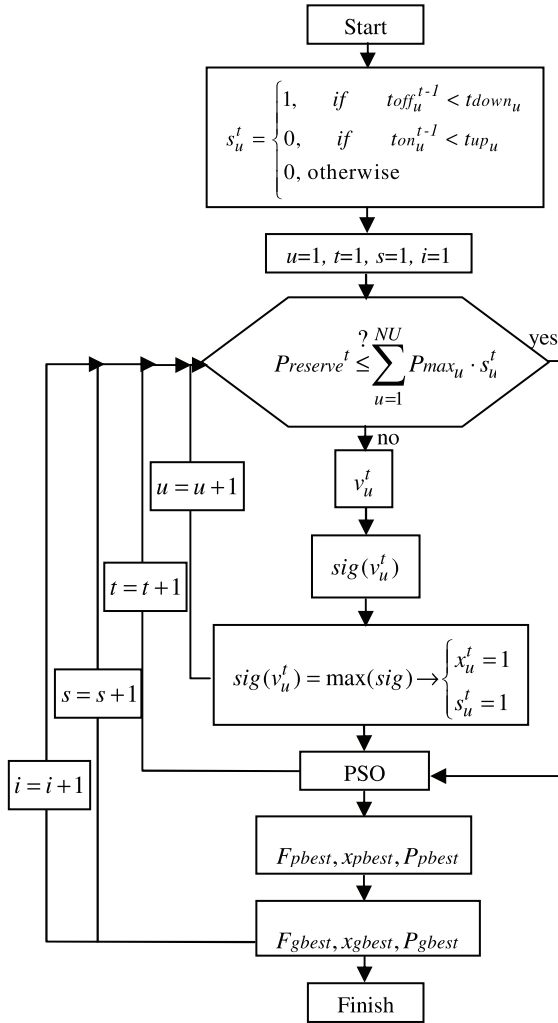 Start
s_u^t = { 1, if toff_u^{t-1} < tdown_u
0, if ton_u^{t-1} < tup_u
0, otherwise
u=1, t=1, s=1, i=1
Preserve^t ≤? ∑_{u=1}^{NU} Pmax_u · s_u^t
yes
no
v_u^t
u = u +1
sig(v_u^t)
t = t +1
sig(v_u^t) = max(sig) → { x_u^t = 1
s_u^t = 1
s = s +1
PSO
i = i +1
Fpbest, xpbest, Ppbest
Fgbest, xgbest, Pgbest
Finish